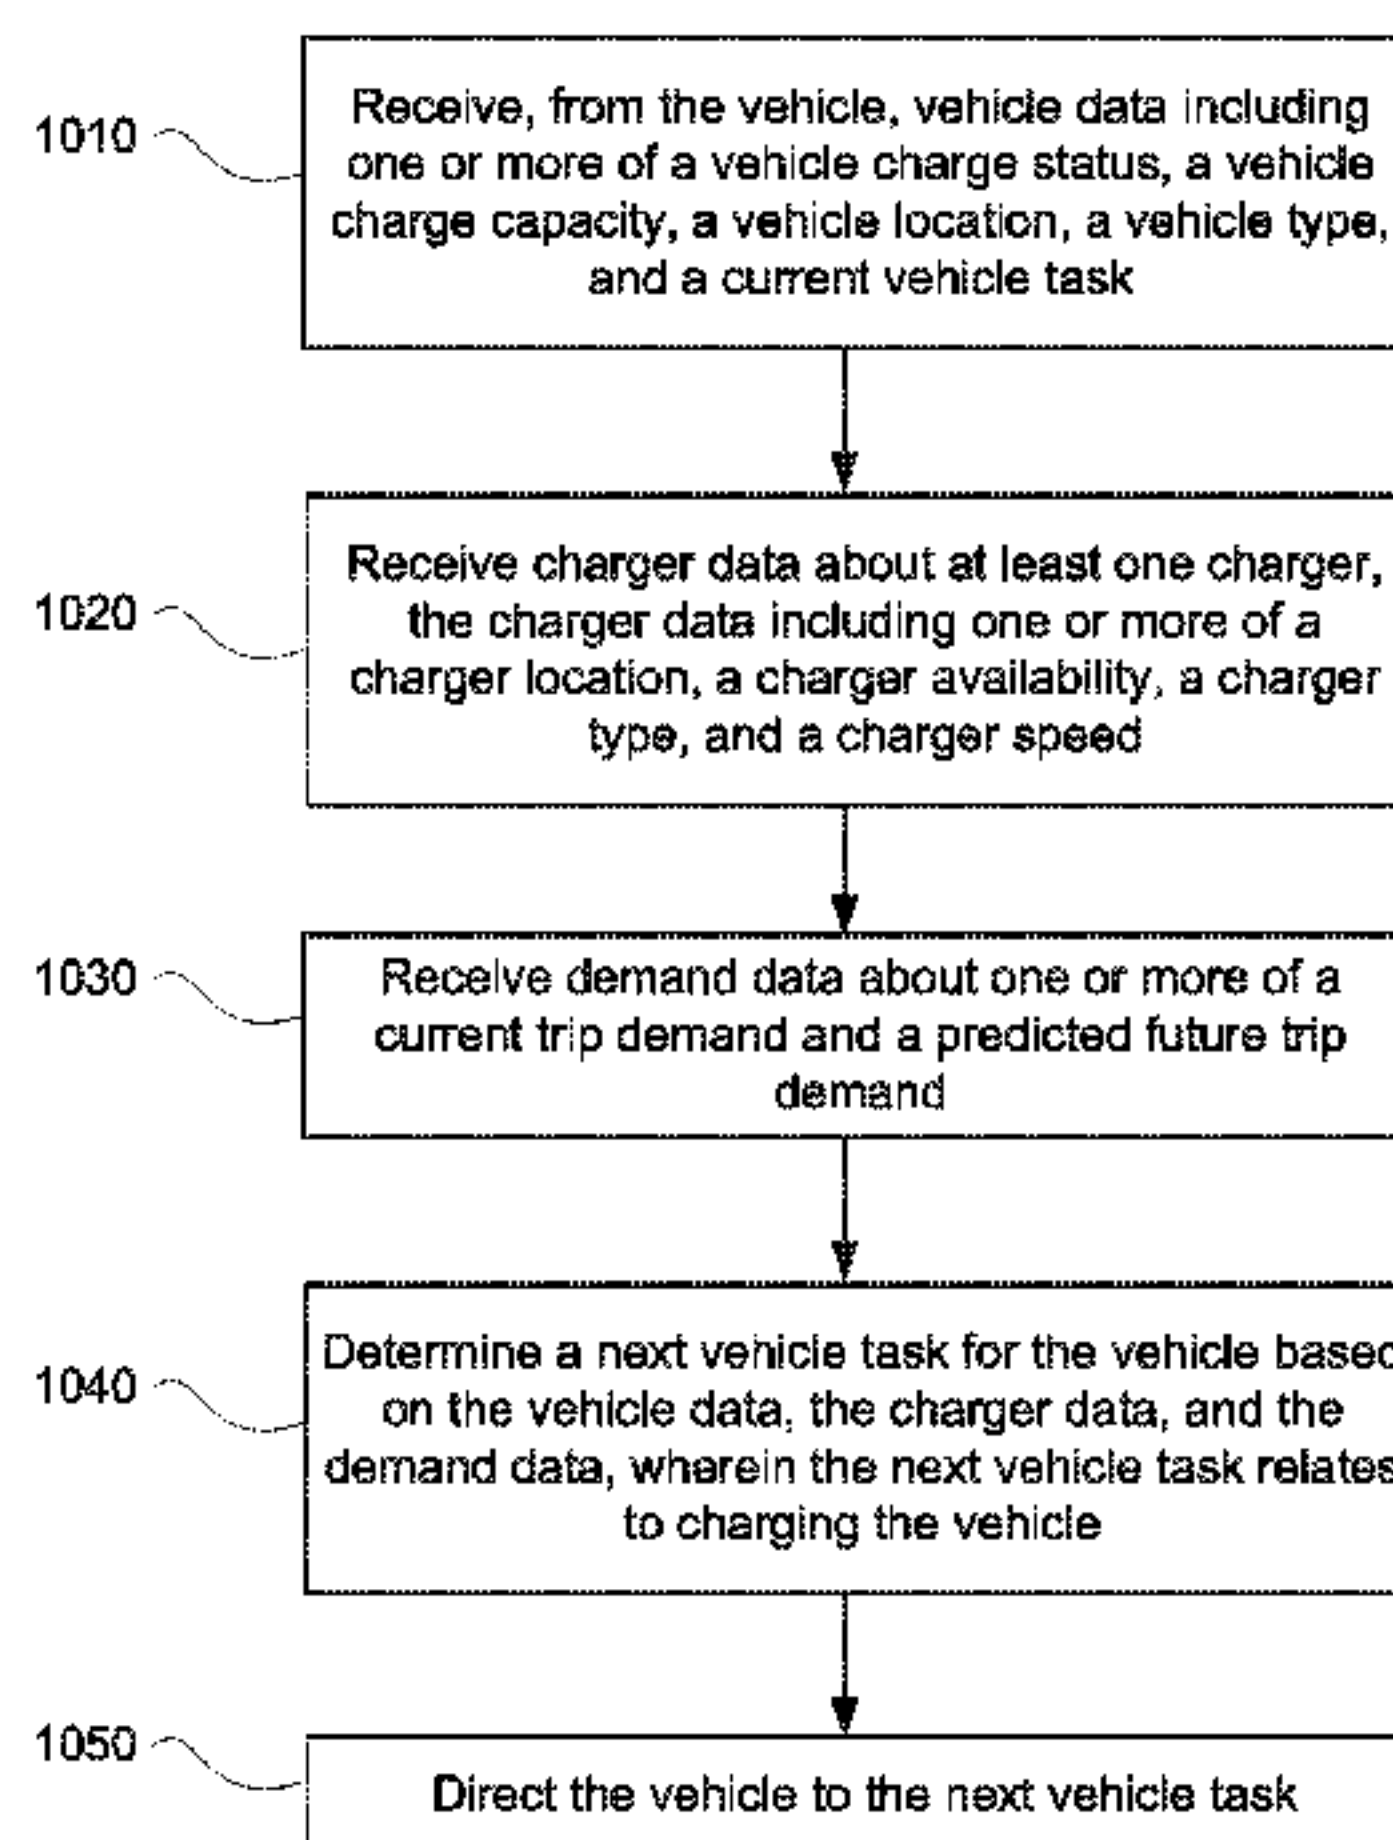 1010
Receive, from the vehicle, vehicle data including
one or more of a vehicle charge status, a vehicle
charge capacity, a vehicle location, a vehicle type,
and a current vehicle task
1020
Receive charger data about at least one charger,
the charger data including one or more of a
charger location, a charger availability, a charger
type, and a charger speed
1030
Receive demand data about one or more of a
current trip demand and a predicted future trip
demand
1040
Determine a next vehicle task for the vehicle based
on the vehicle data, the charger data, and the
demand data, wherein the next vehicle task relates
to charging the vehicle
1050
Direct the vehicle to the next vehicle task